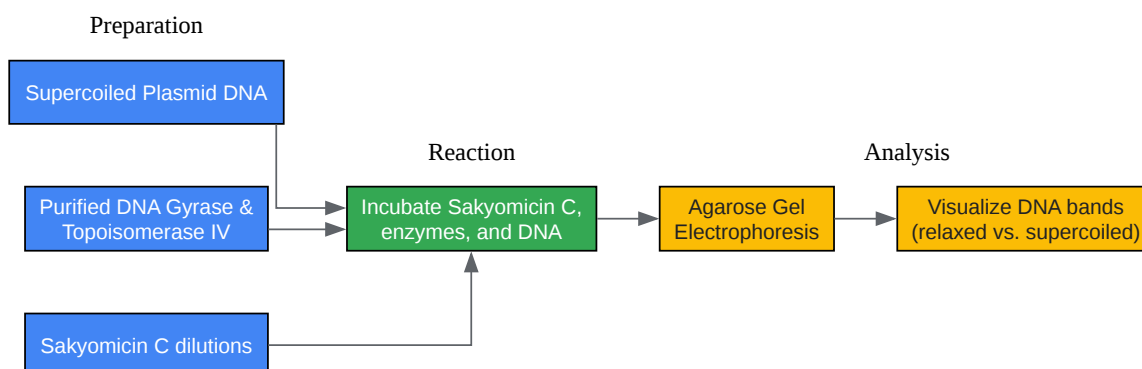 Preparation
Supercoiled Plasmid DNA
Reaction
Analysis
Purified DNA Gyrase &
Topoisomerase IV
Incubate Sakyomicin C,
enzymes, and DNA
Agarose Gel
Electrophoresis
Visualize DNA bands
(relaxed vs. supercoiled)
Sakyomicin C dilutions